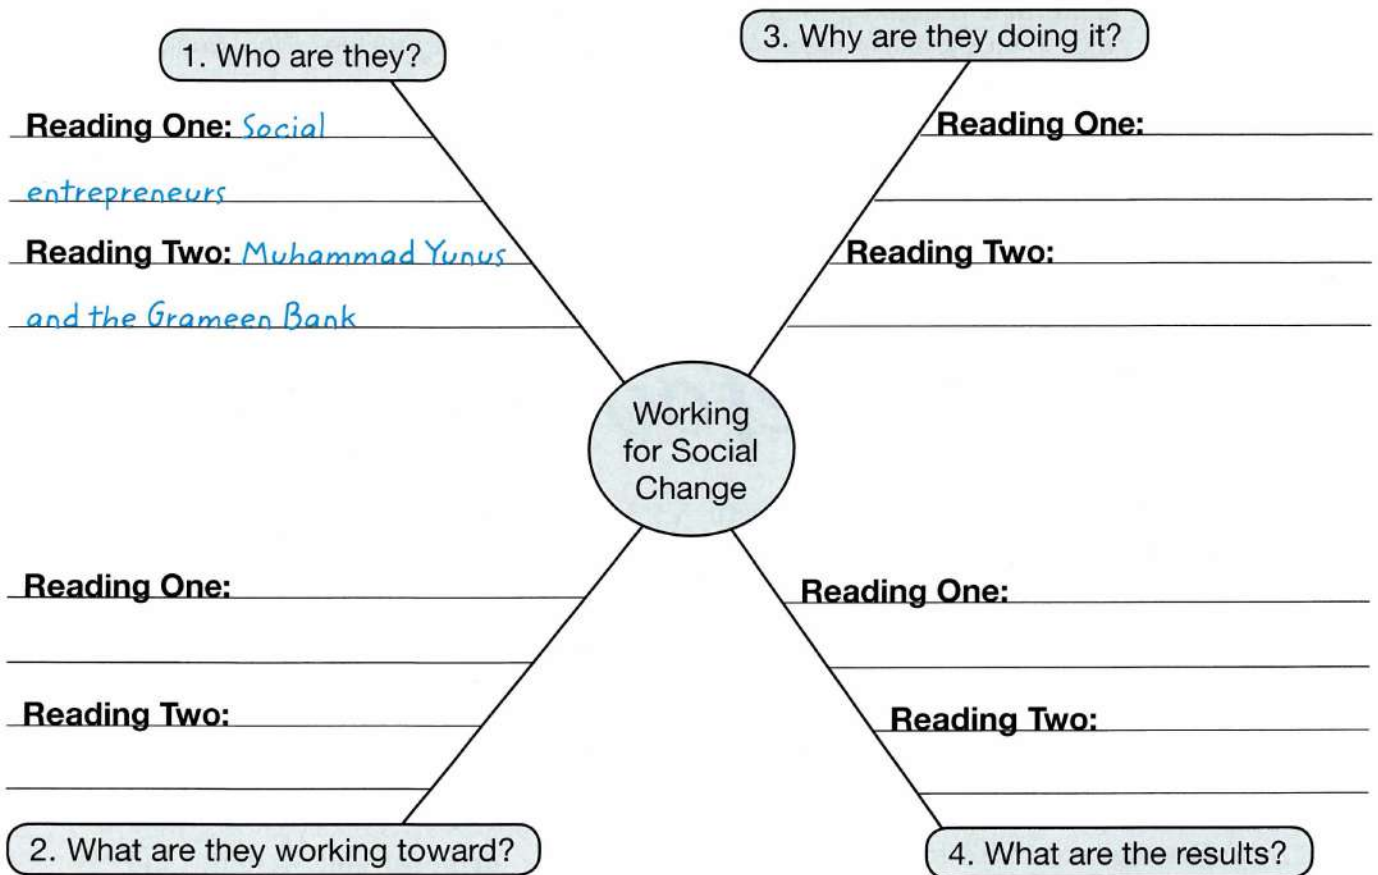 1. Who are they?
Reading One: Social
entrepreneurs
Reading Two: Muhammad Yunus
and the Grameen Bank
3. Why are they doing it?
Reading One:
Reading Two:
Working
for Social
Change
Reading One:
Reading Two:
2. What are they working toward?
Reading One:
Reading Two:
4. What are the results?